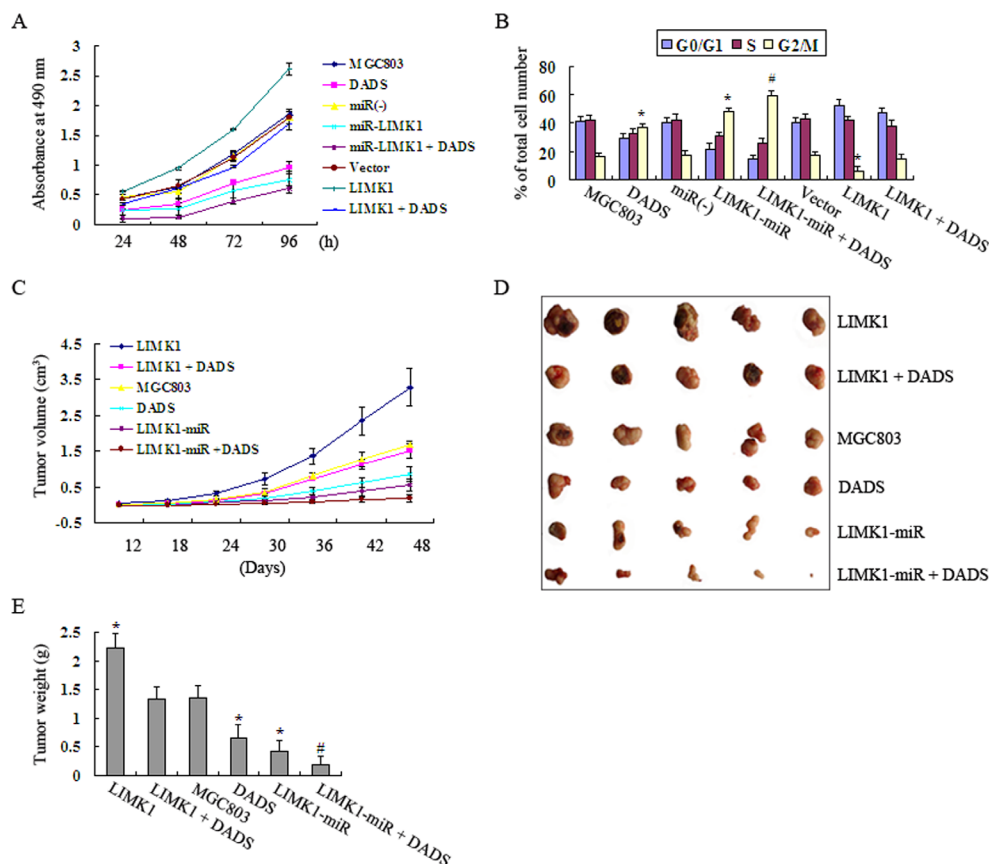 A
Absorbance at 490 nm
3
2.5
2
1.5
1
0.5
0
24 48 72 96 (h)
MGC803
DADS
miR(-)
miR-LIMK1
miR-LIMK1 + DADS
Vector
LIMK1
LIMK1 + DADS
B
G0/G1 S G2/M
% of total cell number
80
60
40
20
0
* * # *
MGC803
DADS
miR(-)
LIMK1-miR
LIMK1-miR + DADS
Vector
LIMK1
LIMK1 + DADS
C
Tumor volume (cm³)
4.5
3.5
2.5
1.5
0.5
-0.5
LIMK1
LIMK1 + DADS
MGC803
DADS
LIMK1-miR
LIMK1-miR +DADS
12 18 24 30 36 42 48
(Days)
D
LIMK1
LIMK1 + DADS
MGC803
DADS
LIMK1-miR
LIMK1-miR + DADS
E
Tumor weight (g)
2.5
2
1.5
1
0.5
0
* * * #
LIMK1
LIMK1 + DADS
MGC803
DADS
LIMK1-miR
LIMK1-miR + DADS